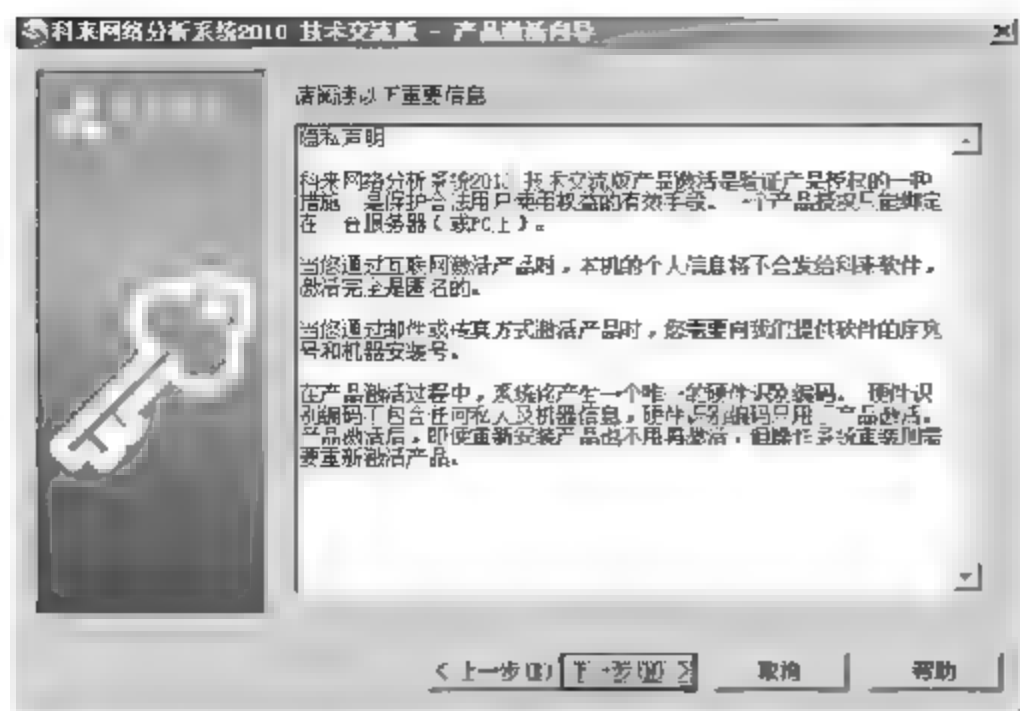 科来网络分析系统2010 技术交流版 - 产品激活向导
请阅读以下重要信息
隐私声明
科来网络分析系统2010 技术交流版产品激活是验证产品授权的一种
措施 是保护合法用户使用权益的有效手段。 一个产品授权只能绑定
在一台服务器(或PC上)。
当您通过互联网激活产品时，本机的个人信息将不会发给科来软件，
激活完全是匿名的。
当您通过邮件或传真方式激活产品时，您需要向我们提供软件的序列
号和机器安装号。
在产品激活过程中，系统化产生一个唯一的硬件识别编码。 硬件识
别编码不包含任何私人及机器信息，硬件识别编码只用于产品激活。
产品激活后，即使重新安装产品也不用再激活，但操作系统重装则需
要重新激活产品。
< 上一步(B)
下一步(N) >
取消
帮助